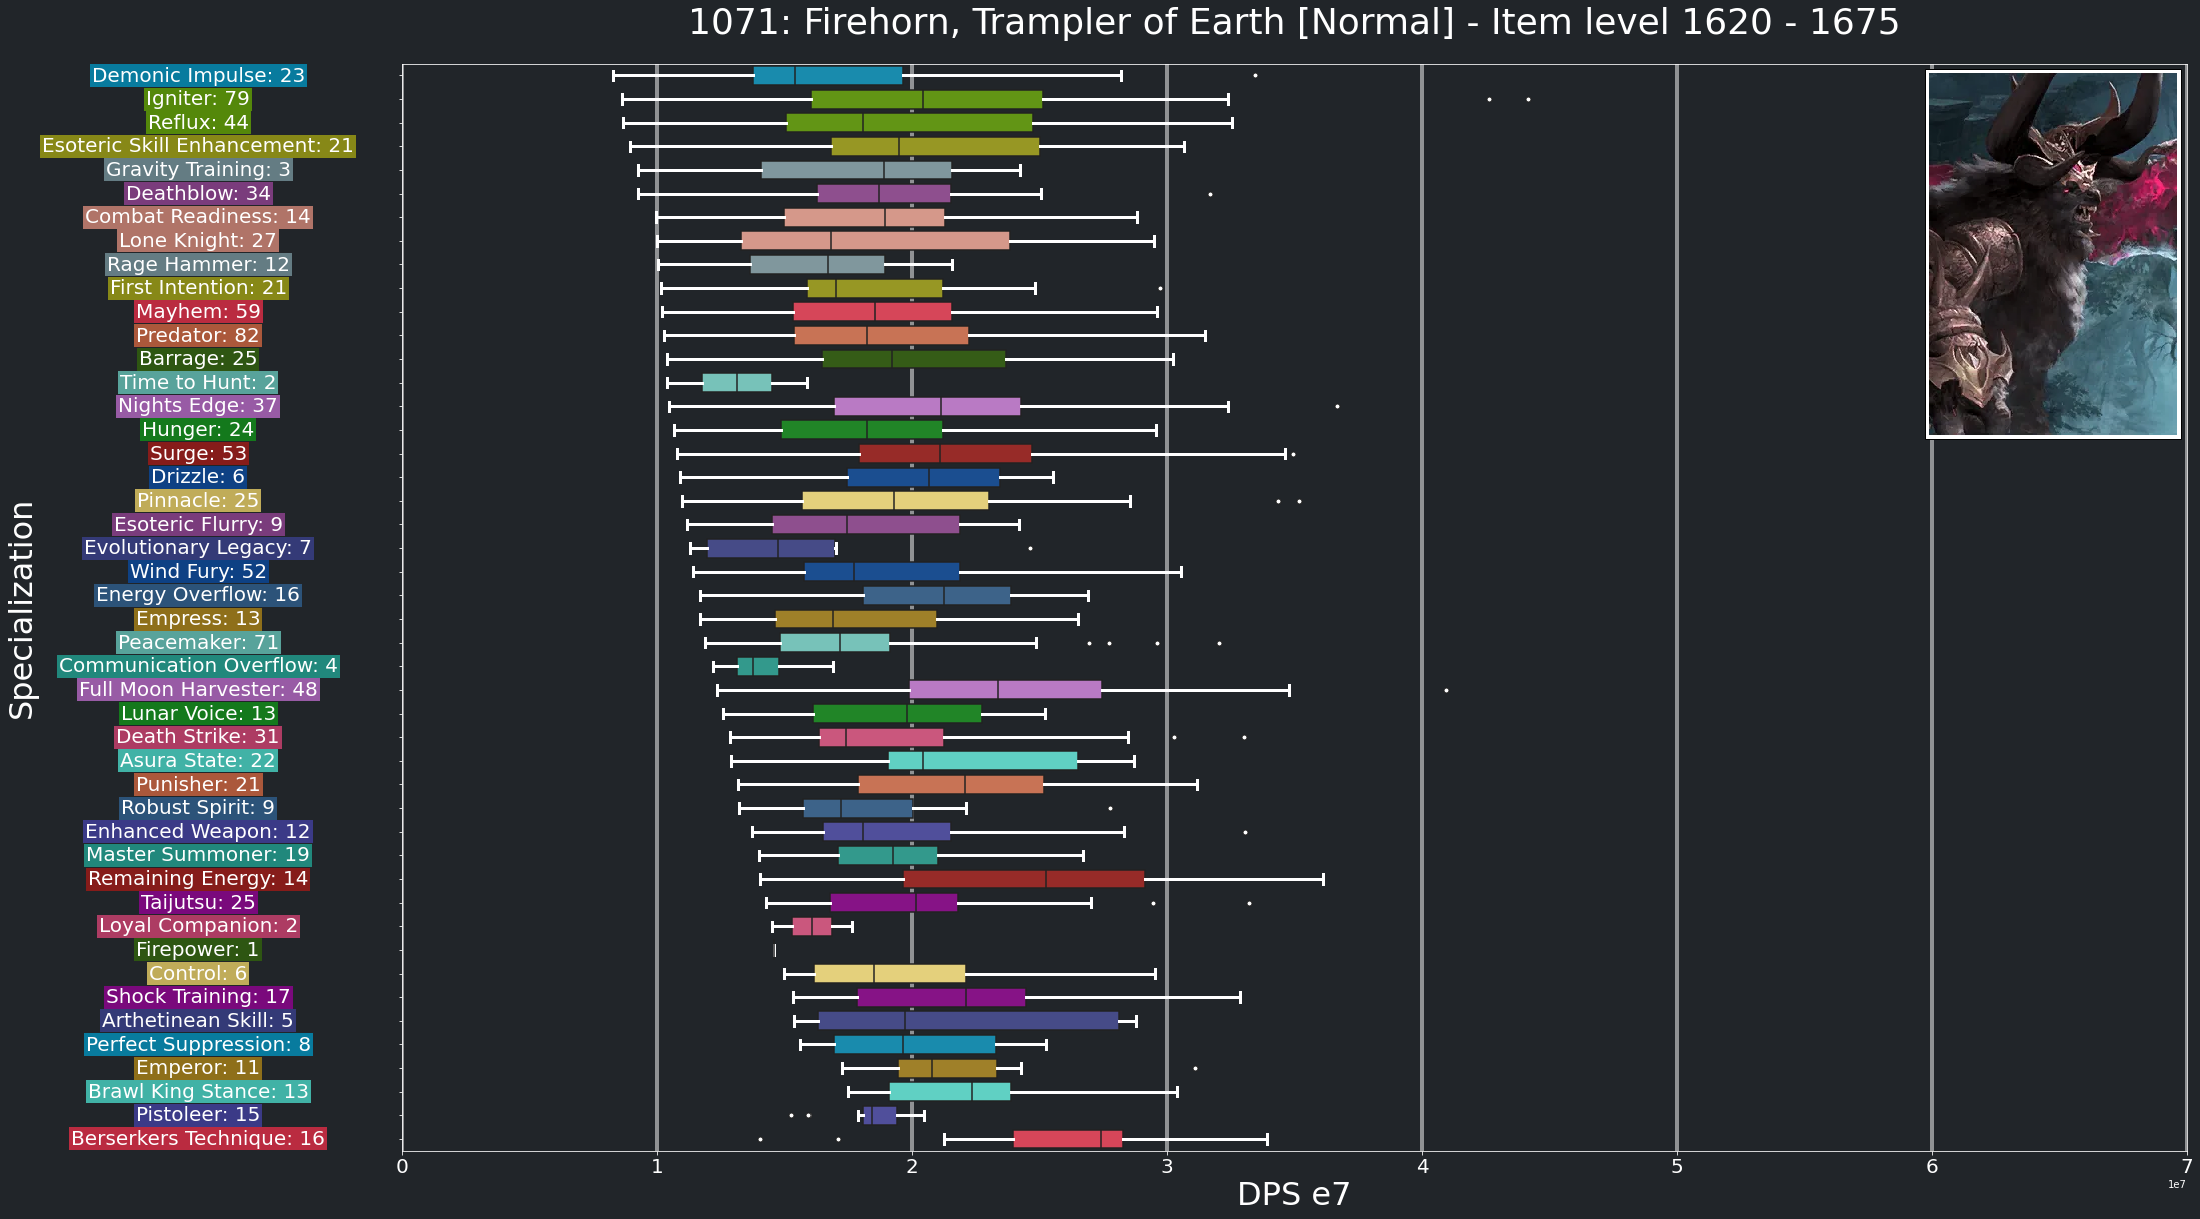 1071: Firehorn, Trampler of Earth [Normal] - Item level 1620 - 1675
Demonic Impulse: 23
Igniter: 79
Reflux: 44
Esoteric Skill Enhancement: 21
Gravity Training: 3
Deathblow: 34
Combat Readiness: 14
Lone Knight: 27
Rage Hammer: 12
First Intention: 21
Mayhem: 59
Predator: 82
Barrage: 25
Time to Hunt: 2
Nights Edge: 37
Hunger: 24
Surge: 53
Drizzle: 6
Pinnacle: 25
Esoteric Flurry: 9
Evolutionary Legacy: 7
Wind Fury: 52
Energy Overflow: 16
Empress: 13
Peacemaker: 71
Communication Overflow: 4
Full Moon Harvester: 48
Lunar Voice: 13
Death Strike: 31
Asura State: 22
Punisher: 21
Robust Spirit: 9
Enhanced Weapon: 12
Master Summoner: 19
Remaining Energy: 14
Taijutsu: 25
Loyal Companion: 2
Firepower: 1
Control: 6
Shock Training: 17
Arthetinean Skill: 5
Perfect Suppression: 8
Emperor: 11
Brawl King Stance: 13
Pistoleer: 15
Berserkers Technique: 16
Specialization
0 1 2 3 4 5 6 7
1e7
DPS e7